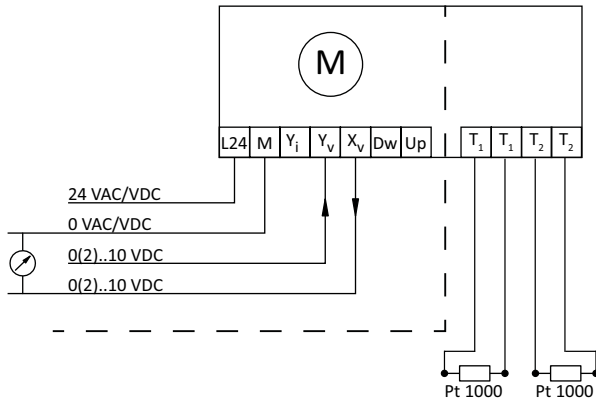 M
L24 M Yi Yv Xv Dw Up T1 T1 T2 T2
24 VAC/VDC
0 VAC/VDC
0(2)..10 VDC
0(2)..10 VDC
Pt 1000 Pt 1000